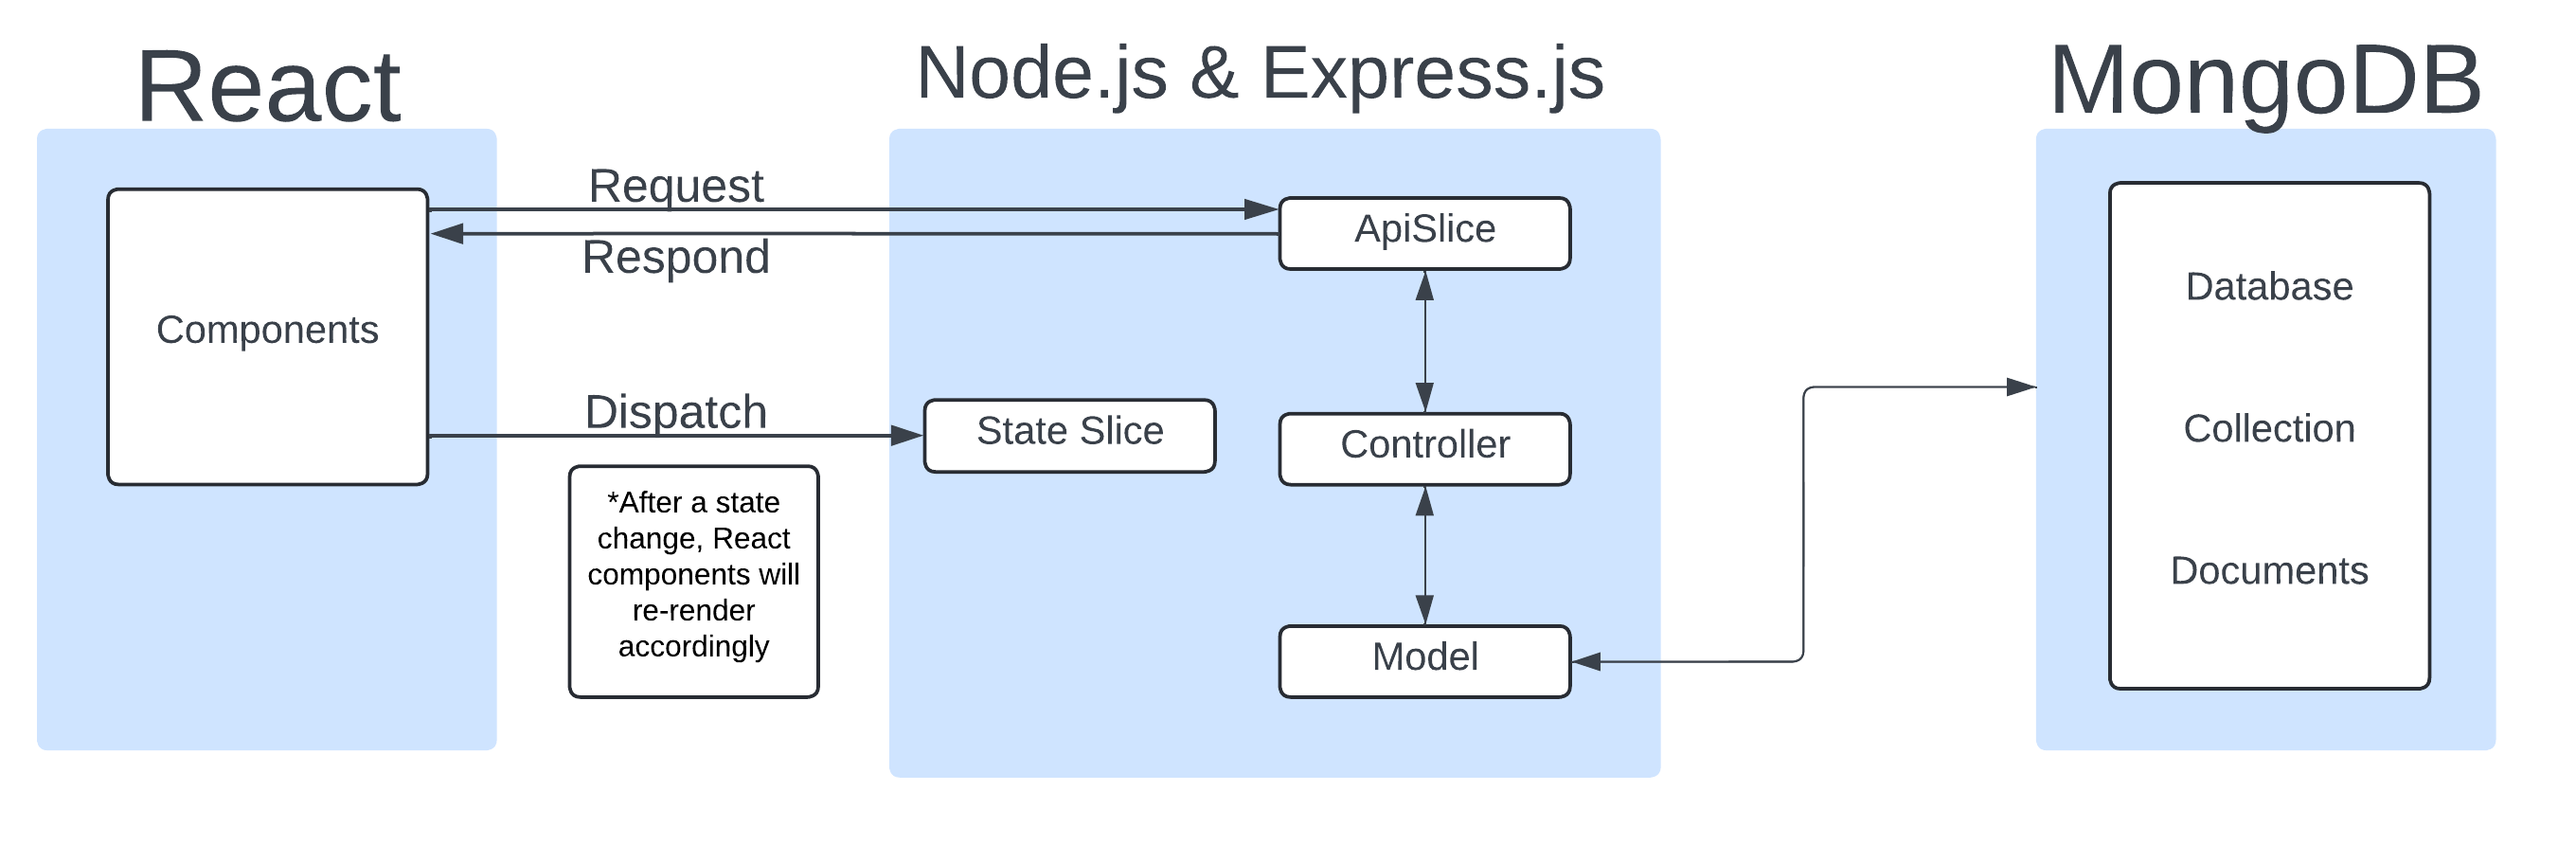 React
Node.js & Express.js
MongoDB
Request
Respond
ApiSlice
Components
Dispatch
State Slice
Controller
*After a state
change, React
components will
re-render
accordingly
Model
Database
Collection
Documents